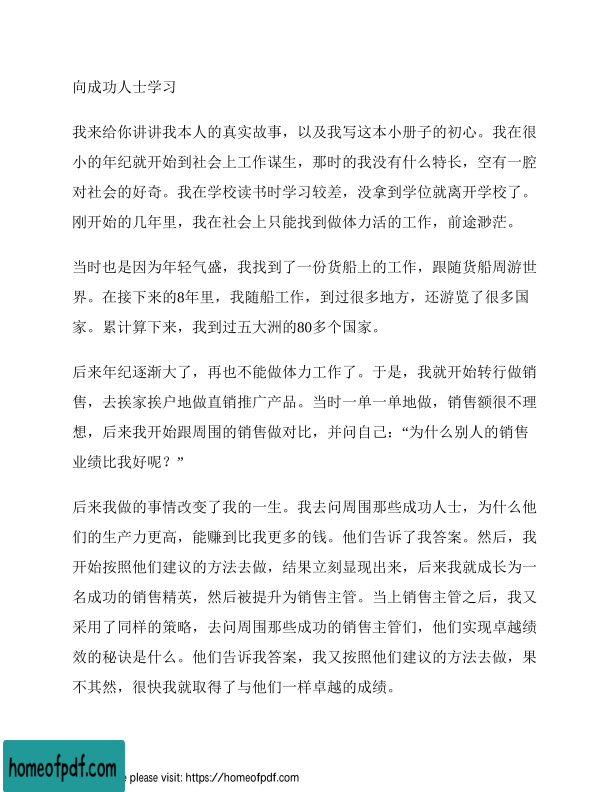 向成功人士学习
我来给你讲讲我本人的真实故事，以及我写这本小册子的初心。我在很
小的年纪就开始到社会上工作谋生，那时的我没有什么特长，空有一腔
对社会的好奇。我在学校读书时学习较差，没拿到学位就离开学校了。
刚开始的几年里，我在社会上只能找到做体力活的工作，前途渺茫。
当时也是因为年轻气盛，我找到了一份货船上的工作，跟随货船周游世
界。在接下来的8年里，我随船工作，到过很多地方，还游览了很多国
家。累计算下来，我到过五大洲的80多个国家。
后来年纪逐渐大了，再也不能做体力工作了。于是，我就开始转行做销
售，去挨家挨户地做直销推广产品。当时一单一单地做，销售额很不理
想，后来我开始跟周围的销售做对比，并问自己：“为什么别人的销售
业绩比我好呢？”
后来我做的事情改变了我的一生。我去问周围那些成功人士，为什么他
们的生产力更高，能赚到比我更多的钱。他们告诉了我答案。然后，我
开始按照他们建议的方法去做，结果立刻显现出来，后来我就成长为一
名成功的销售精英，然后被提升为销售主管。当上销售主管之后，我又
采用了同样的策略，去问周围那些成功的销售主管们，他们实现卓越绩
效的秘诀是什么。他们告诉我答案，我又按照他们建议的方法去做，果
不其然，很快我就取得了与他们一样卓越的成绩。
homeofpdf.com
e please visit: https://homeofpdf.com